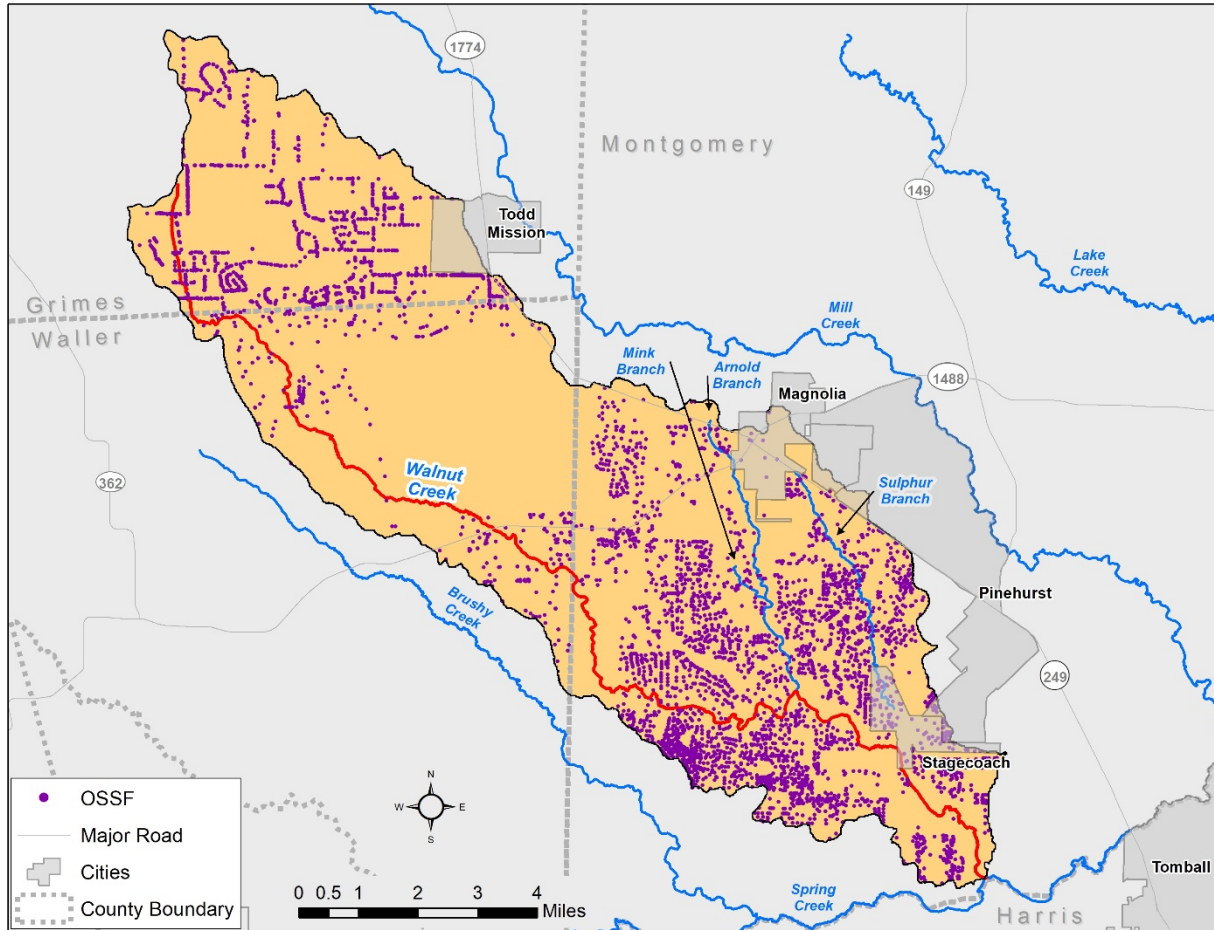 1774
Montgomery
149
Todd
Mission
Lake
Creek
Grimes
Waller
Mill
Creek
Mink
Branch
Arnold
Branch
1488
Magnolia
Walnut
Creek
362
Sulphur
Branch
Brushy
Creek
Pinehurst
249
Stagecoach
OSSF
Major Road
Cities
County Boundary
N
W E
S
0 0.5 1 2 3 4
Miles
Spring
Creek
Harris
Tomball